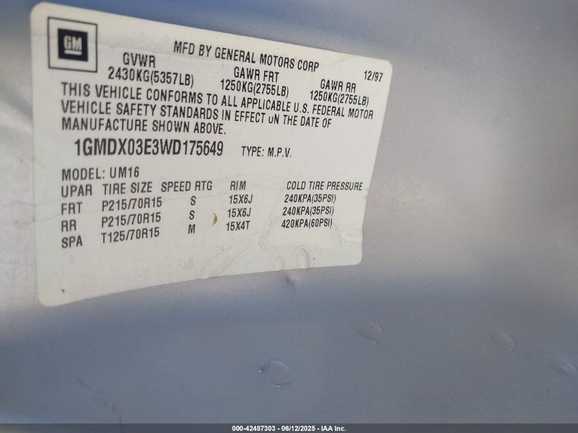 GM
MFD BY GENERAL MOTORS CORP 12/97
GVWR GAWR FRT GAWR RR
2430KG(5357LB) 1250KG(2755LB) 1250KG(2755LB)
THIS VEHICLE CONFORMS TO ALL APPLICABLE U.S. FEDERAL MOTOR
VEHICLE SAFETY STANDARDS IN EFFECT ON THE DATE OF
MANUFACTURE SHOWN ABOVE.
1GMDX03E3WD175649 TYPE: M.P.V.
MODEL: UM16
UPAR TIRE SIZE SPEED RTG RIM COLD TIRE PRESSURE
FRT P215/70R15 S 15X6J 240KPA(35PSI)
RR P215/70R15 S 15X6J 240KPA(35PSI)
SPA T125/70R15 M 15X4T 420KPA(60PSI)
000-42487303 - 06/12/2025 - IAA Inc.